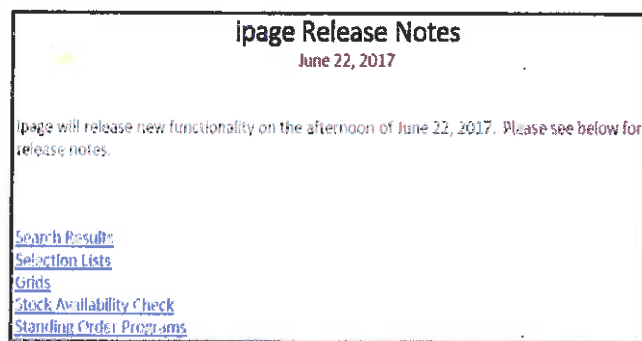 ipage Release Notes
June 22, 2017
ipage will release new functionality on the afternoon of June 22, 2017. Please see below for
release notes.
Search Results
Selection Lists
Grids
Stock Availability Check
Standing Order Programs